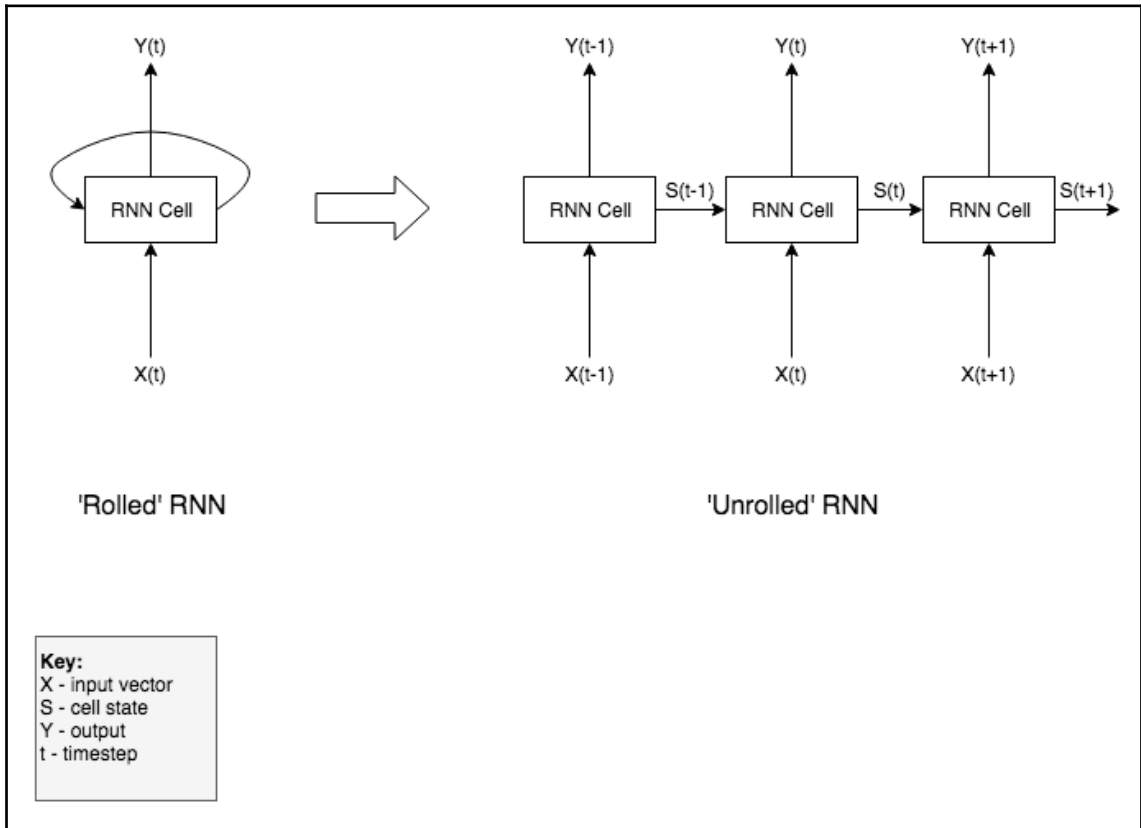 Y(t)
Y(t-1)
Y(t)
Y(t+1)
RNN Cell
RNN Cell
S(t-1)
RNN Cell
S(t)
RNN Cell
S(t+1)
X(t)
X(t-1)
X(t)
X(t+1)
'Rolled' RNN
'Unrolled' RNN
Key:
X - input vector
S - cell state
Y - output
t - timestep